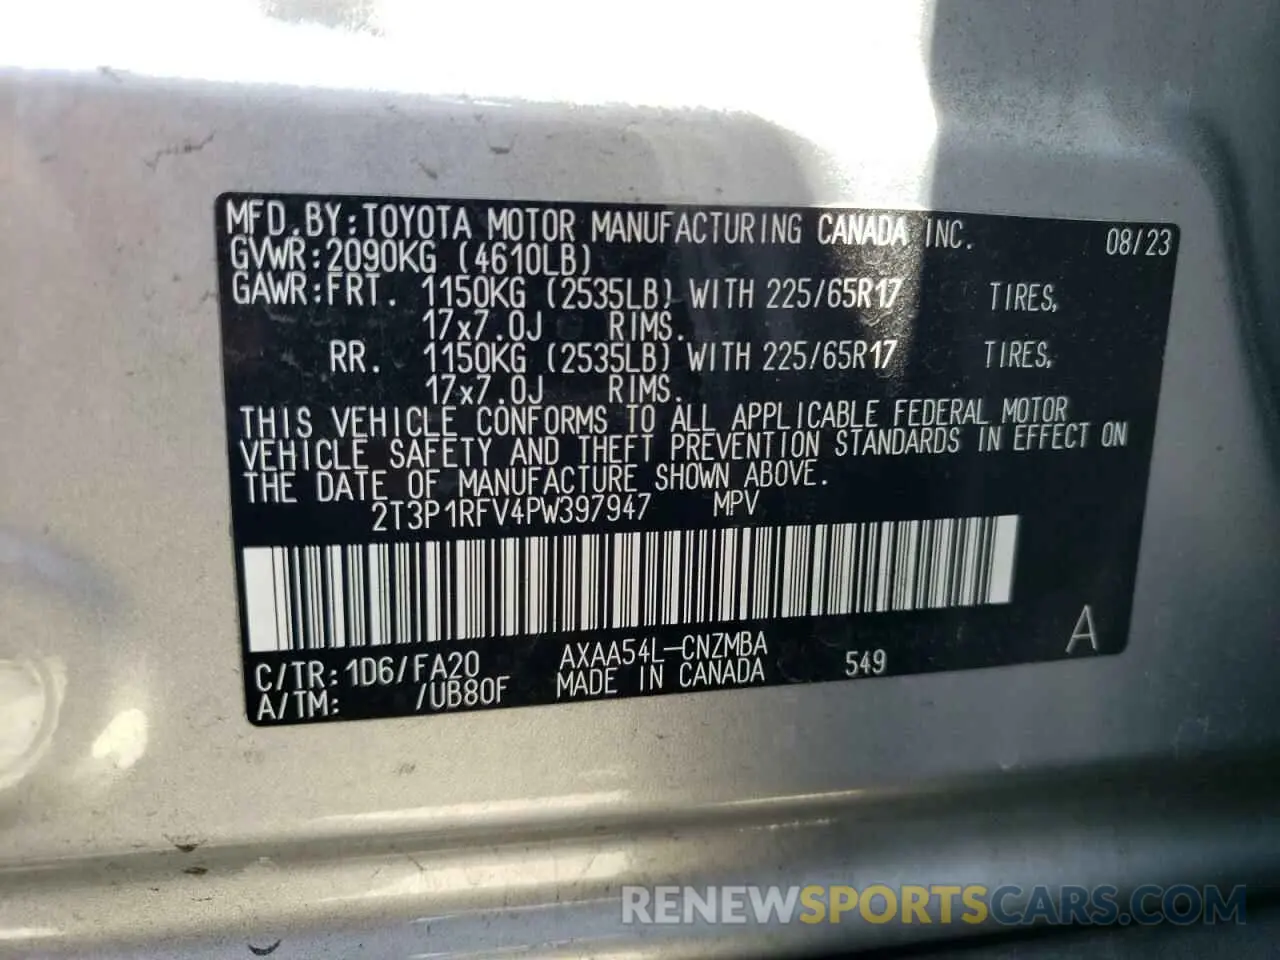 MFD.BY:TOYOTA MOTOR MANUFACTURING CANADA INC. 08/23
GVWR:2090KG (4610LB)
GAWR:FRT. 1150KG (2535LB) WITH 225/65R17 TIRES,
17x7.0J RIMS.
RR. 1150KG (2535LB) WITH 225/65R17 TIRES,
17x7.0J RIMS.
THIS VEHICLE CONFORMS TO ALL APPLICABLE FEDERAL MOTOR
VEHICLE SAFETY AND THEFT PREVENTION STANDARDS IN EFFECT ON
THE DATE OF MANUFACTURE SHOWN ABOVE.
2T3P1RFV4PW397947 MPV
C/TR:1D6/FA20 AXAA54L-CNZMBA 549 A
A/TM: /UB80F MADE IN CANADA
RENEWSPORTSCARS.COM